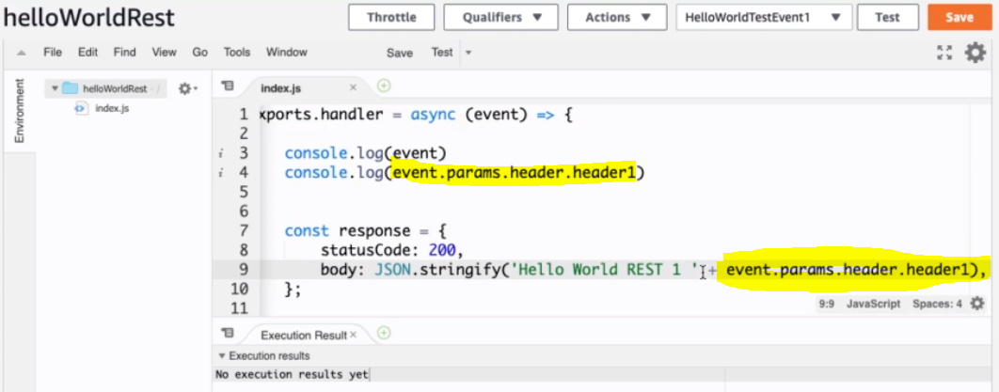 helloWorldRest
Throttle Qualifiers Actions HelloWorldTestEvent1 Test Save
File Edit Find View Go Tools Window Save Test
Environment
helloWorldRest - /
index.js
index.js
1 xports.handler = async (event) => {
2
3 console.log(event)
4 console.log(event.params.header.header1)
5
6
7 const response = {
8 statusCode: 200,
9 body: JSON.stringify('Hello World REST 1 '+ event.params.header.header1),
10 };
11
9:9 JavaScript Spaces: 4
Execution Result
Execution results
No execution results yet